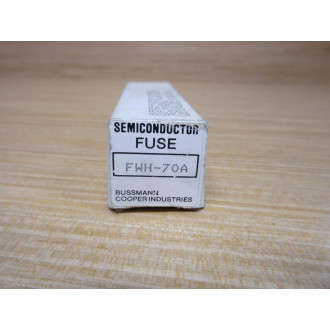 SEMICONDUCTOR
FUSE
FWH-70A
BUSSMANN
COOPER INDUSTRIES